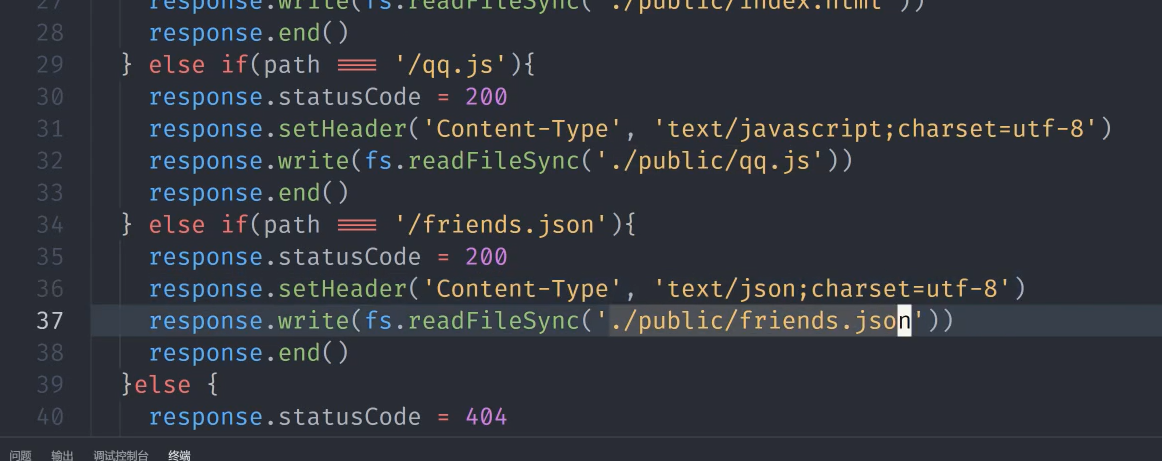 27 response.write(fs.readFileSync('./public/index.html'))
28 response.end()
29 } else if(path === '/qq.js'){
30 response.statusCode = 200
31 response.setHeader('Content-Type', 'text/javascript;charset=utf-8')
32 response.write(fs.readFileSync('./public/qq.js'))
33 response.end()
34 } else if(path === '/friends.json'){
35 response.statusCode = 200
36 response.setHeader('Content-Type', 'text/json;charset=utf-8')
37 response.write(fs.readFileSync('./public/friends.json'))
38 response.end()
39 }else {
40 response.statusCode = 404
问题 输出 调试控制台 终端